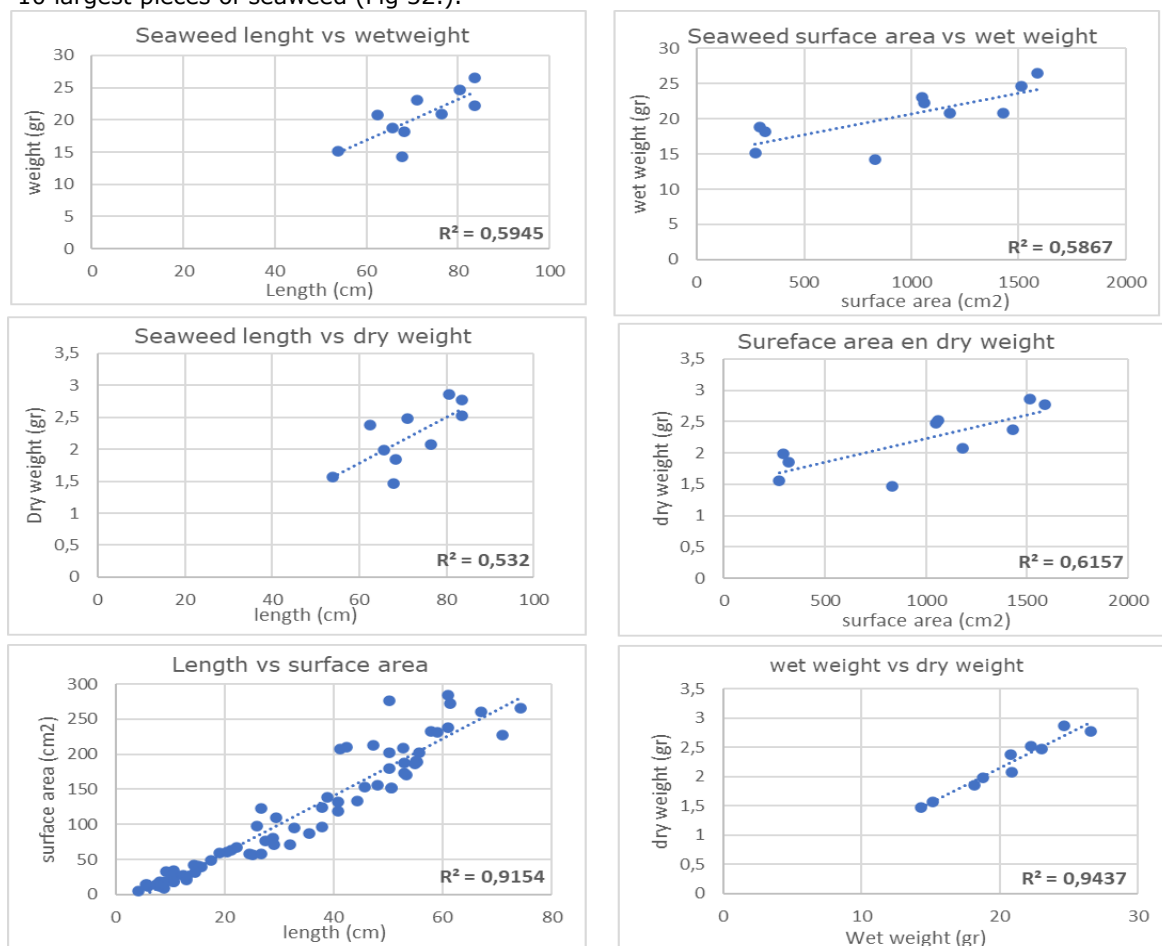 10 largest pieces of seaweed (Fig 32.).
Seaweed lenght vs wetweight
weight (gr)
30
25
20
15
10
5
0
0 20 40 60 80 100
R² = 0,5945
Length (cm)
Seaweed surface area vs wet weight
wet weight (gr)
30
25
20
15
10
5
0
0 500 1000 1500 2000
R² = 0,5867
surface area (cm2)
Seaweed length vs dry weight
Dry weight (gr)
3,5
3
2,5
2
1,5
1
0,5
0
0 20 40 60 80 100
R² = 0,532
length (cm)
Sureface area en dry weight
dry weight (gr)
3,5
3
2,5
2
1,5
1
0,5
0
0 500 1000 1500 2000
R² = 0,6157
surface area (cm2)
Length vs surface area
surface area (cm2)
300
250
200
150
100
50
0
0 20 40 60 80
R² = 0,9154
length (cm)
wet weight vs dry weight
dry weight (gr)
3,5
3
2,5
2
1,5
1
0,5
0
0 10 20 30
R² = 0,9437
Wet weight (gr)